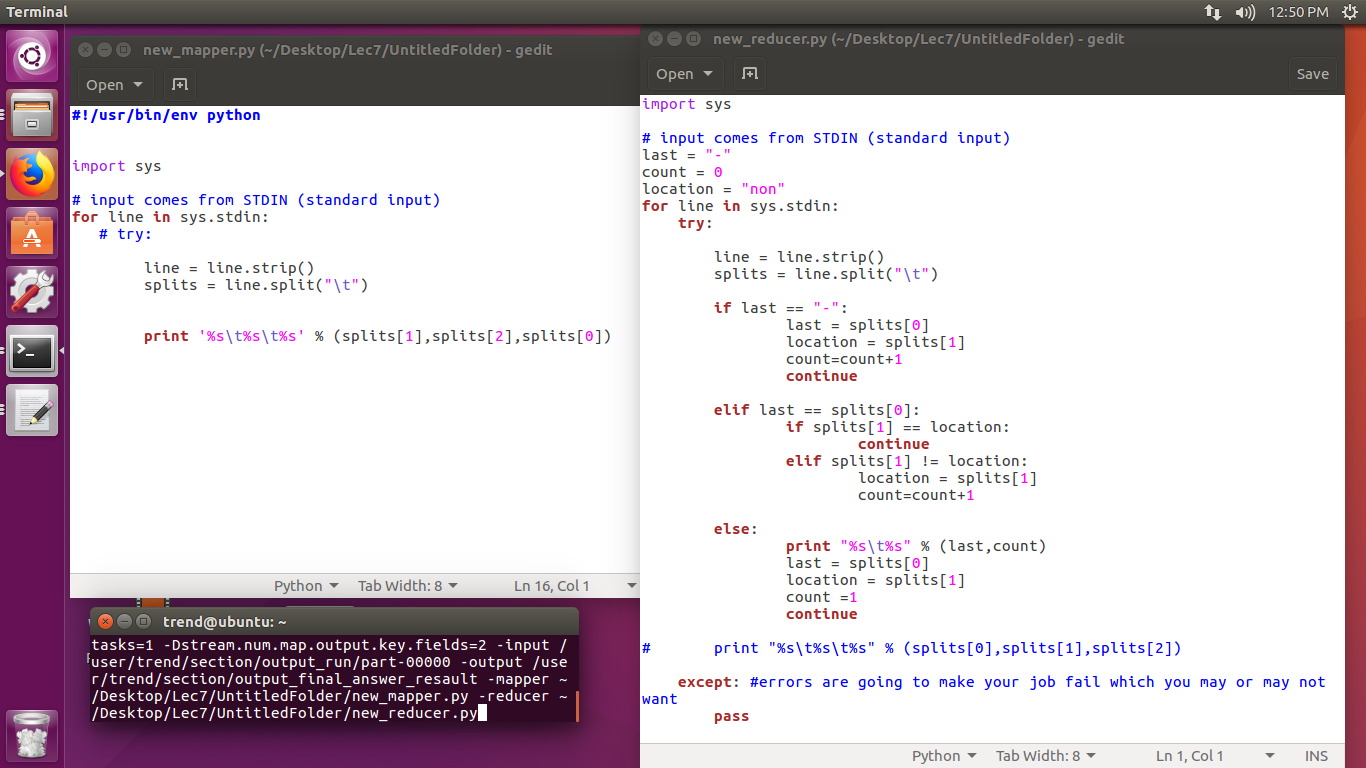 Terminal
12:50 PM
new_mapper.py (~/Desktop/Lec7/UntitledFolder) - gedit
Open
#!/usr/bin/env python
import sys
# input comes from STDIN (standard input)
for line in sys.stdin:
# try:
line = line.strip()
splits = line.split("\t")
print '%s\t%s\t%s' % (splits[1],splits[2],splits[0])
Python
Tab Width: 8
Ln 16, Col 1
trend@ubuntu: ~
tasks=1 -Dstream.num.map.output.key.fields=2 -input /
user/trend/section/output_run/part-00000 -output /use
r/trend/section/output_final_answer_resault -mapper ~
/Desktop/Lec7/UntitledFolder/new_mapper.py -reducer ~
/Desktop/Lec7/UntitledFolder/new_reducer.py
new_reducer.py (~/Desktop/Lec7/UntitledFolder) - gedit
Open
Save
import sys
# input comes from STDIN (standard input)
last = "-"
count = 0
location = "non"
for line in sys.stdin:
try:
line = line.strip()
splits = line.split("\t")
if last == "-":
last = splits[0]
location = splits[1]
count=count+1
continue
elif last == splits[0]:
if splits[1] == location:
continue
elif splits[1] != location:
location = splits[1]
count=count+1
else:
print "%s\t%s" % (last,count)
last = splits[0]
location = splits[1]
count =1
continue
# print "%s\t%s\t%s" % (splits[0],splits[1],splits[2])
except: #errors are going to make your job fail which you may or may not
want
pass
Python
Tab Width: 8
Ln 1, Col 1
INS